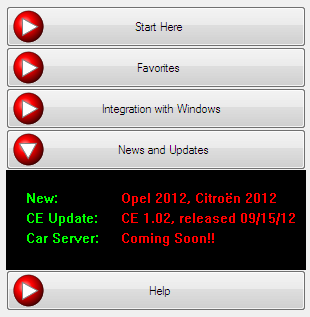 Start Here
Favorites
Integration with Windows
News and Updates
New: Opel 2012, Citroën 2012
CE Update: CE 1.02, released 09/15/12
Car Server: Coming Soon!!
Help